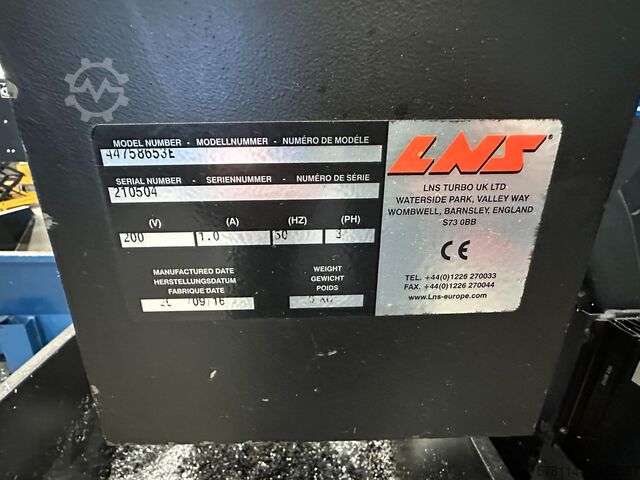 MODEL NUMBER - MODELLNUMMER - NUMÉRO DE MODÈLE
44758653E
SERIAL NUMBER - SERIENNUMMER - NUMÉRO DE SÉRIE
210504
(V) (A) (HZ) (PH)
200 1.0 50 3
MANUFACTURED DATE
HERSTELLUNGSDATUM
FABRIQUE DATE
/09/16
WEIGHT
GEWICHT
POIDS
KG
LNS®
LNS TURBO UK LTD
WATERSIDE PARK, VALLEY WAY
WOMBWELL, BARNSLEY, ENGLAND
S73 0BB
CE
TEL. +44(0)1226 270033
FAX. +44(0)1226 270044
www.Lns-europe.com